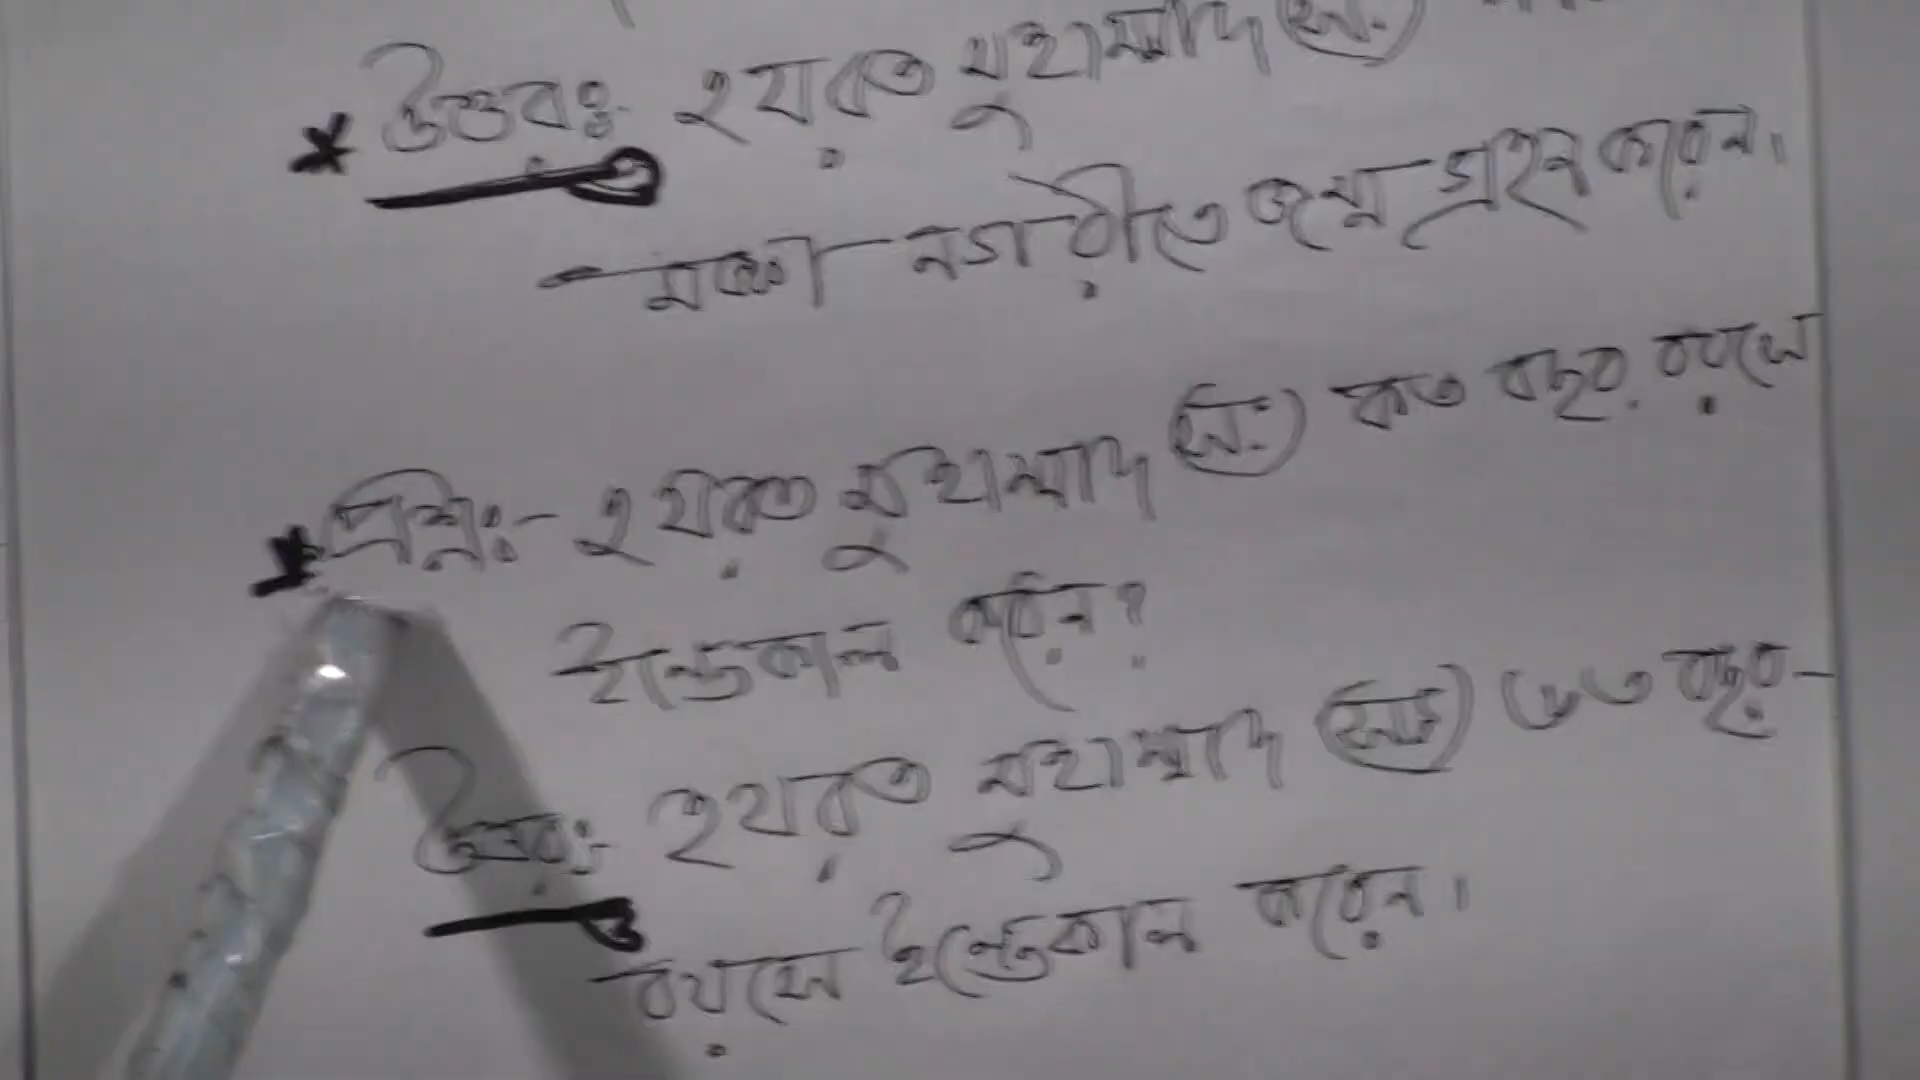 * উত্তরঃ- হযরত মুহাম্মাদ (সা.)
মক্কা নগরীতে জন্ম গ্রহন করেন।
* প্রশ্নঃ- হযরত মুহাম্মাদ (সা:) কত বছর বয়সে
ইন্তেকাল করেন?
উত্তরঃ- হযরত মুহাম্মাদ (সাঃ) ৬৩ বছর-
বয়সে ইন্তেকাল করেন।